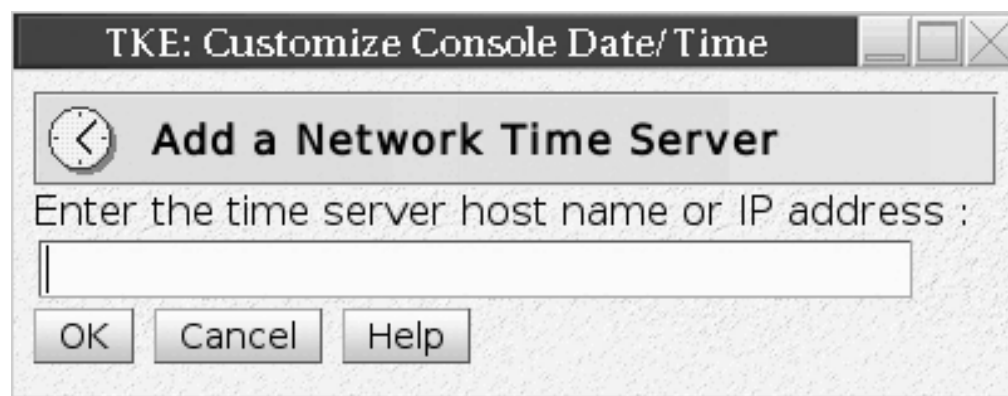 TKE: Customize Console Date/Time
Add a Network Time Server
Enter the time server host name or IP address :
OK Cancel Help